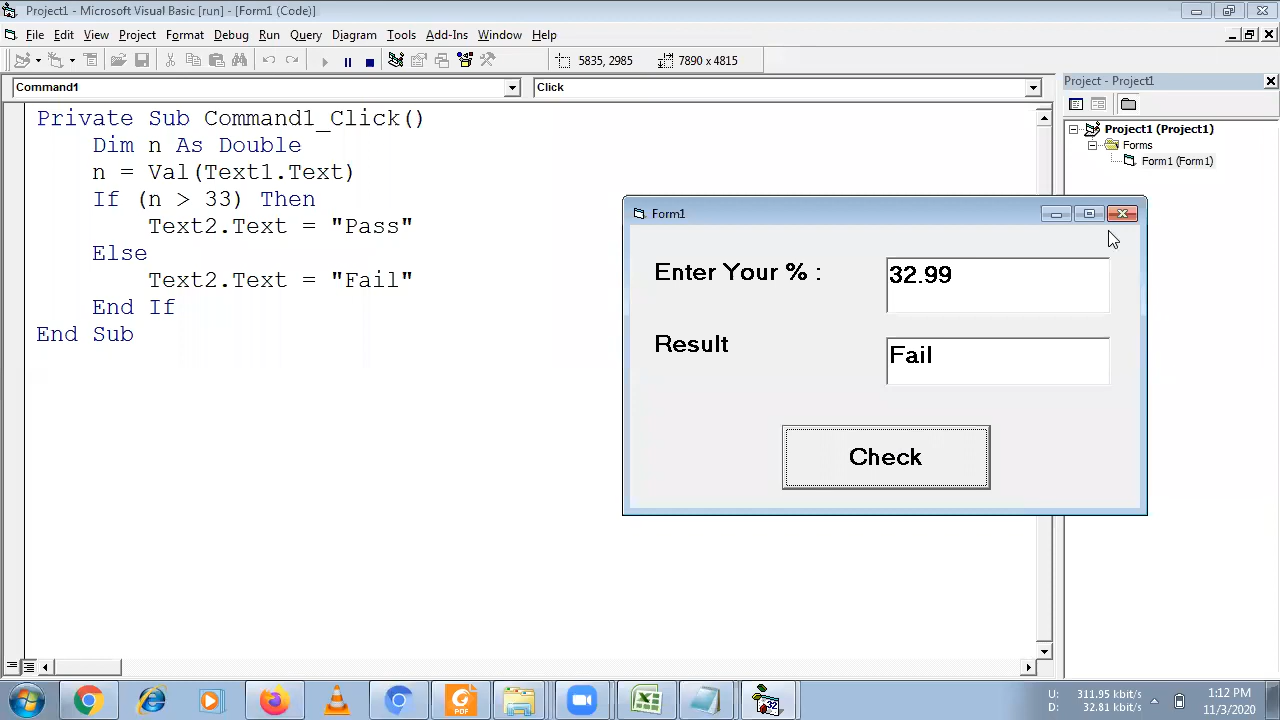 Project1 - Microsoft Visual Basic [run] - [Form1 (Code)]
File Edit View Project Format Debug Run Query Diagram Tools Add-Ins Window Help
5835, 2985 7890 x 4815
Command1 Click
Project - Project1
Project1 (Project1)
Forms
Form1 (Form1)
Private Sub Command1_Click()
Dim n As Double
n = Val(Text1.Text)
If (n > 33) Then
Text2.Text = "Pass"
Else
Text2.Text = "Fail"
End If
End Sub
Form1
Enter Your % : 32.99
Result Fail
Check
PDF
32
U: 311.95 kbit/s
D: 32.81 kbit/s
1:12 PM
11/3/2020